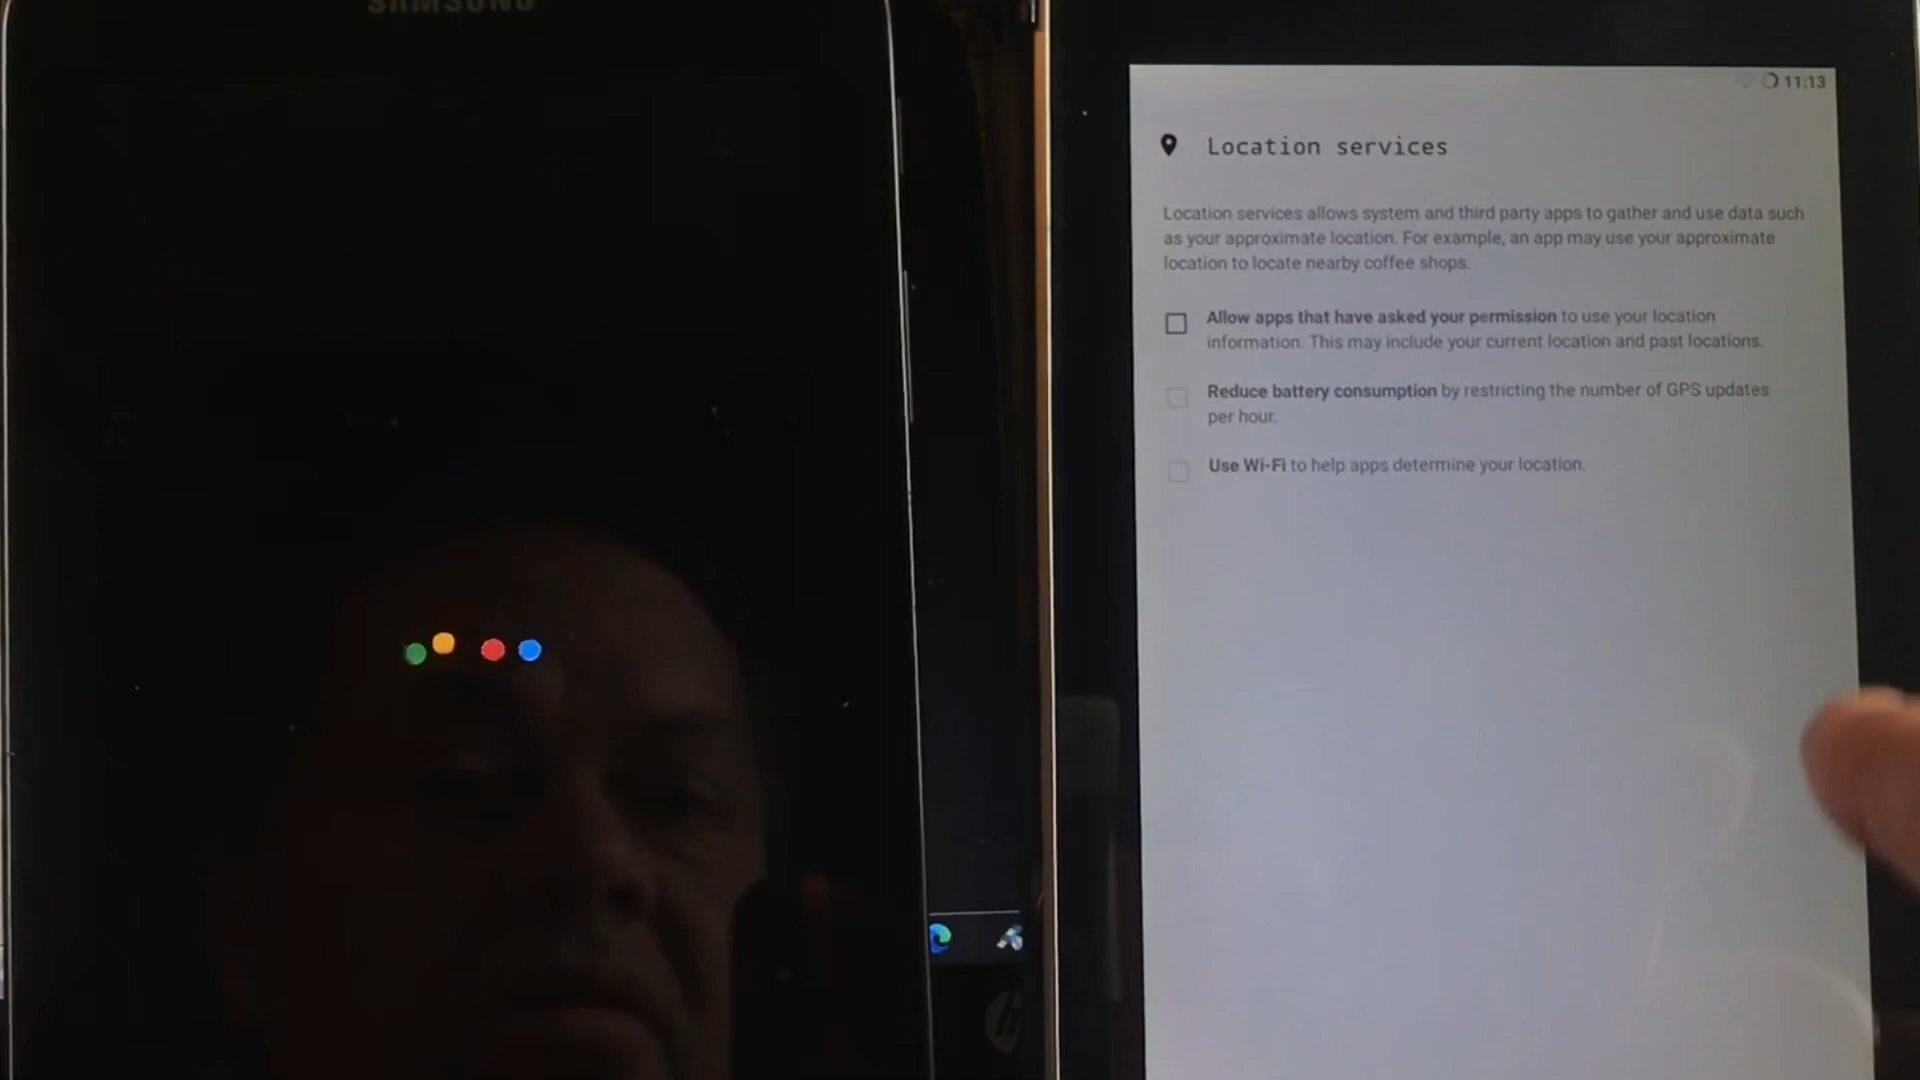 SAMSUNG
11:13
Location services
Location services allows system and third party apps to gather and use data such
as your approximate location. For example, an app may use your approximate
location to locate nearby coffee shops.
Allow apps that have asked your permission to use your location
information. This may include your current location and past locations.
Reduce battery consumption by restricting the number of GPS updates
per hour.
Use Wi-Fi to help apps determine your location.
hp